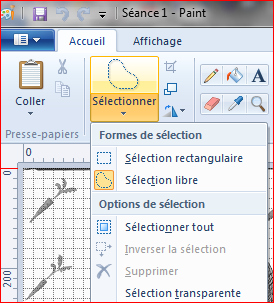 Séance 1 - Paint
Accueil
Affichage
Coller
Sélectionner
Presse-papiers
Formes de sélection
0
Sélection rectangulaire
0
Sélection libre
Options de sélection
Sélectionner tout
Inverser la sélection
200
Supprimer
Sélection transparente